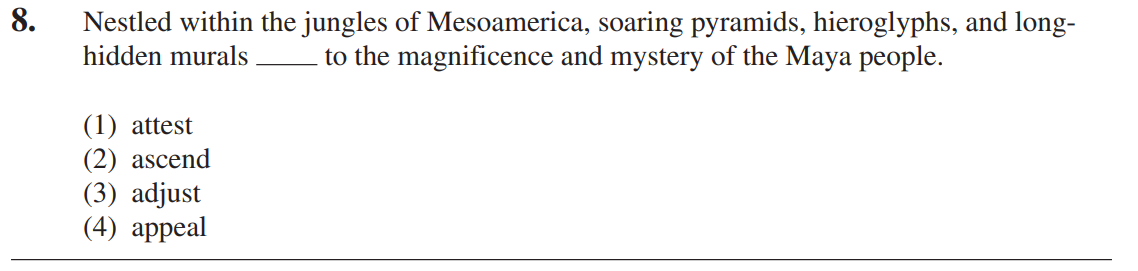 8. Nestled within the jungles of Mesoamerica, soaring pyramids, hieroglyphs, and long-
hidden murals ____ to the magnificence and mystery of the Maya people.
(1) attest
(2) ascend
(3) adjust
(4) appeal